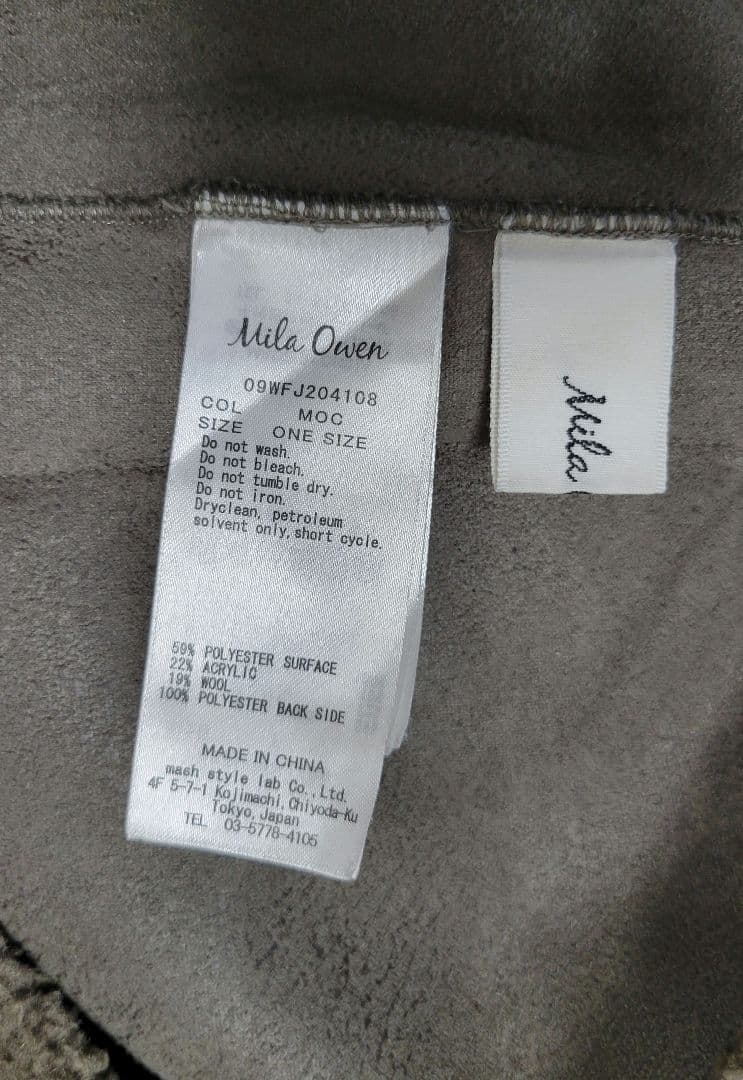 Mila Owen
09WFJ204108
COL MOC
SIZE ONE SIZE
Do not wash.
Do not bleach.
Do not tumble dry.
Do not iron.
Dryclean, petroleum
solvent only, short cycle.
59% POLYESTER SURFACE
22% ACRYLIC
19% WOOL
100% POLYESTER BACK SIDE
MADE IN CHINA
mash style lab Co., Ltd.
4F 5-7-1 Kojimachi, Chiyoda-Ku
Tokyo, Japan
TEL 03-5778-4105
Mila